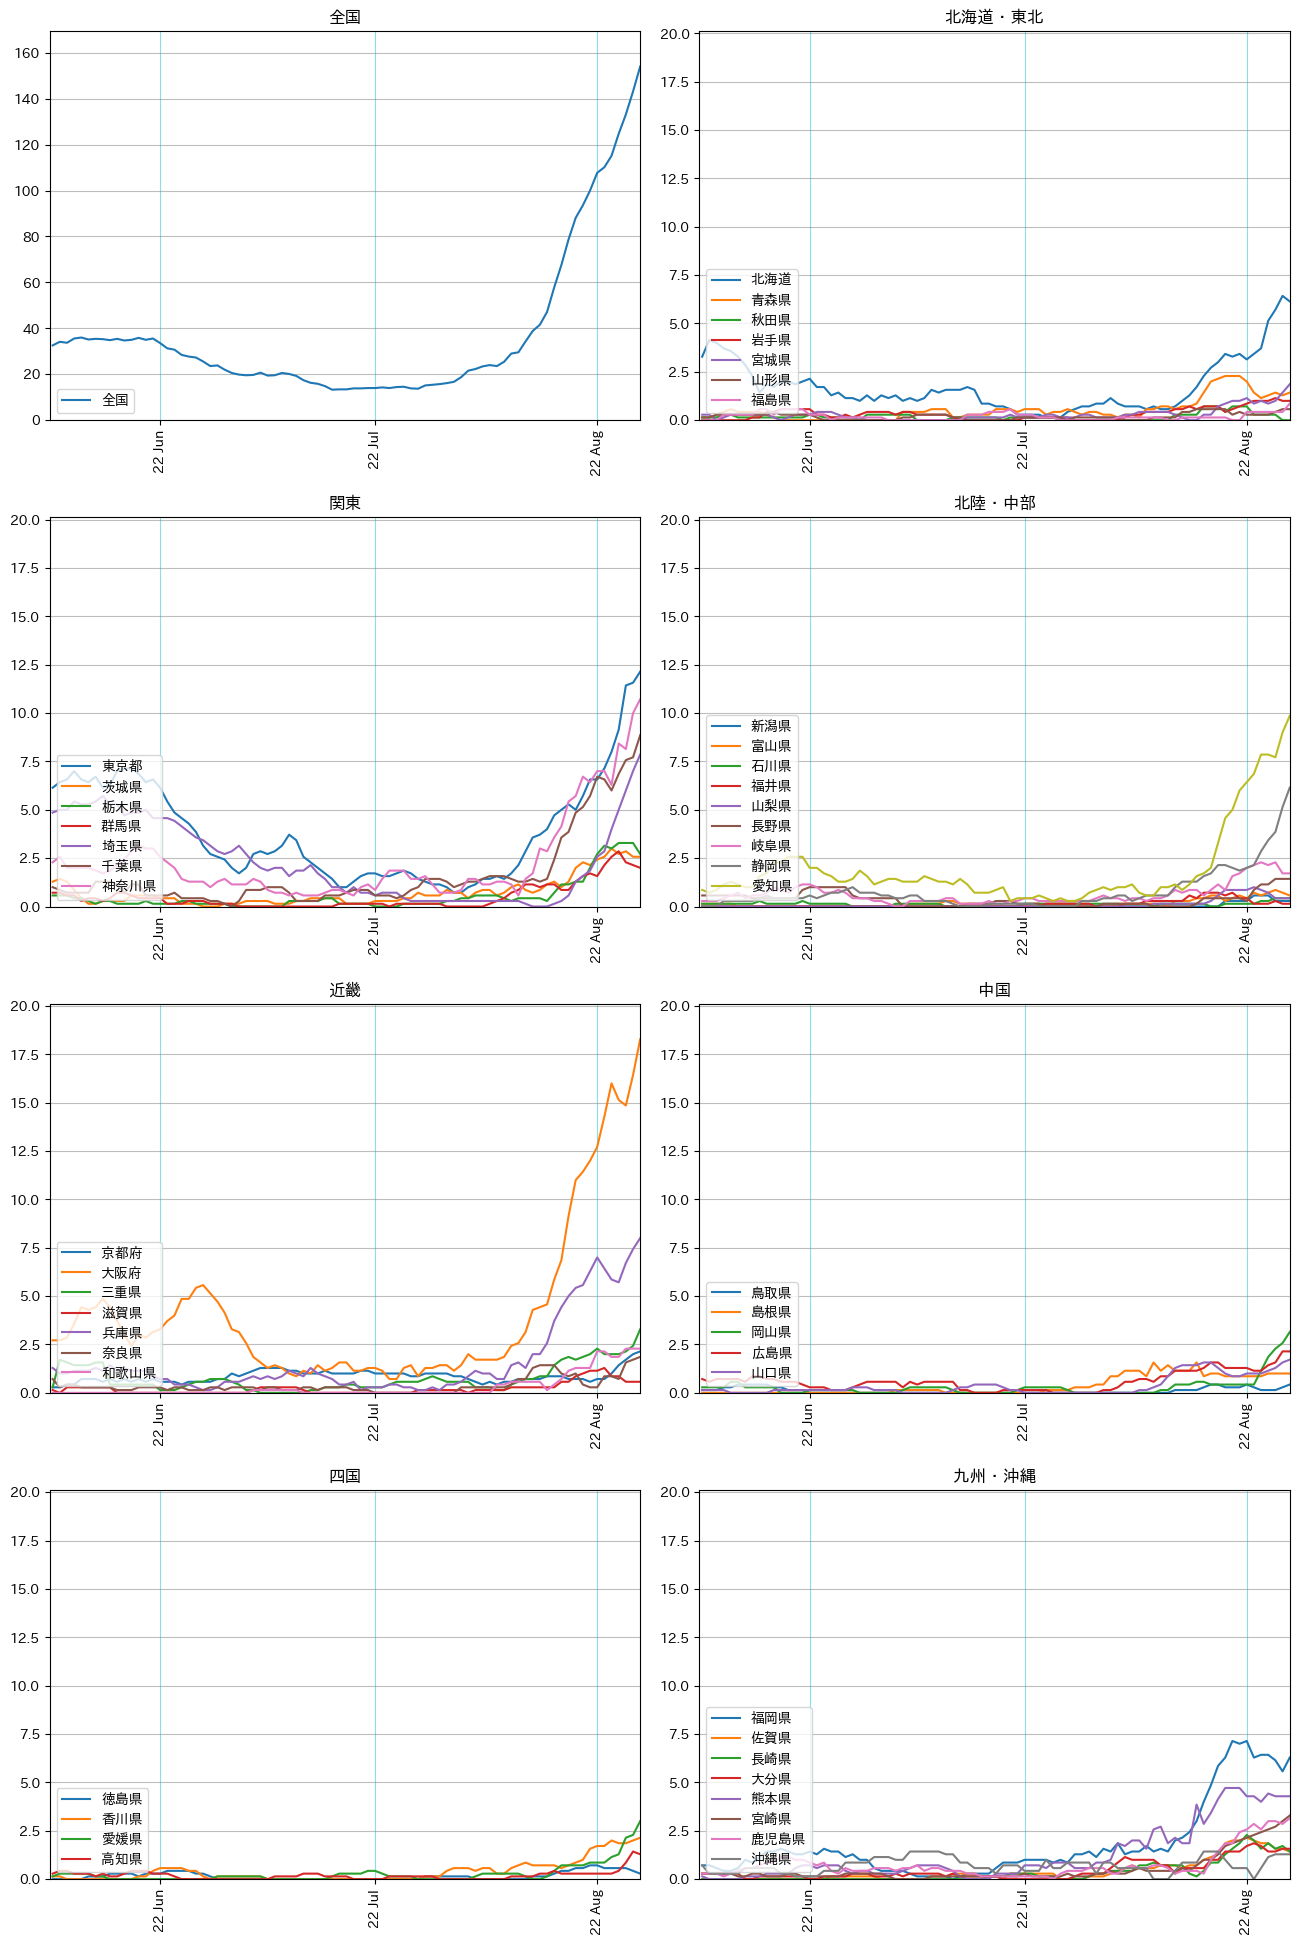 全国
160
140
120
100
80
60
40
20
0
全国
22 Jun
22 Jul
22 Aug
北海道・東北
20.0
17.5
15.0
12.5
10.0
7.5
5.0
2.5
0.0
北海道
青森県
秋田県
岩手県
宮城県
山形県
福島県
22 Jun
22 Jul
22 Aug
関東
20.0
17.5
15.0
12.5
10.0
7.5
5.0
2.5
0.0
東京都
茨城県
栃木県
群馬県
埼玉県
千葉県
神奈川県
22 Jun
22 Jul
22 Aug
北陸・中部
20.0
17.5
15.0
12.5
10.0
7.5
5.0
2.5
0.0
新潟県
富山県
石川県
福井県
山梨県
長野県
岐阜県
静岡県
愛知県
22 Jun
22 Jul
22 Aug
近畿
20.0
17.5
15.0
12.5
10.0
7.5
5.0
2.5
0.0
京都府
大阪府
三重県
滋賀県
兵庫県
奈良県
和歌山県
22 Jun
22 Jul
22 Aug
中国
20.0
17.5
15.0
12.5
10.0
7.5
5.0
2.5
0.0
鳥取県
島根県
岡山県
広島県
山口県
22 Jun
22 Jul
22 Aug
四国
20.0
17.5
15.0
12.5
10.0
7.5
5.0
2.5
0.0
徳島県
香川県
愛媛県
高知県
22 Jun
22 Jul
22 Aug
九州・沖縄
20.0
17.5
15.0
12.5
10.0
7.5
5.0
2.5
0.0
福岡県
佐賀県
長崎県
大分県
熊本県
宮崎県
鹿児島県
沖縄県
22 Jun
22 Jul
22 Aug